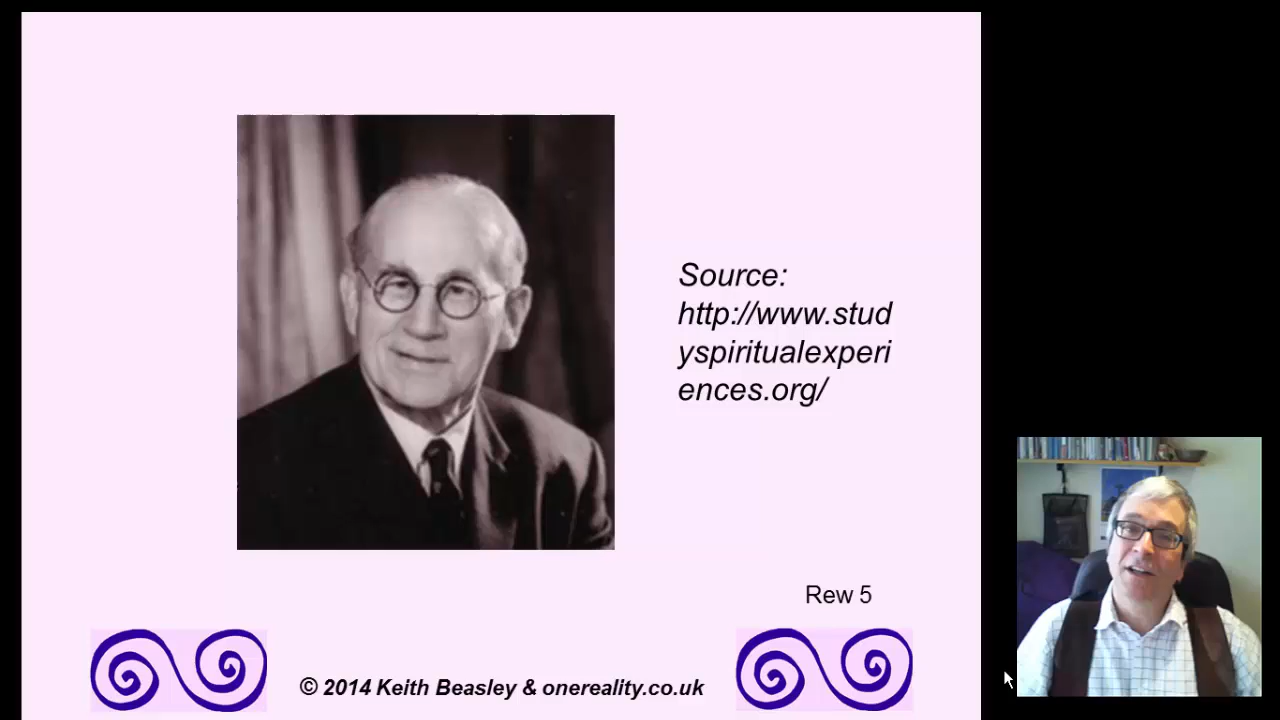 Source:
http://www.stud
yspiritualexperi
ences.org/
Rew 5
© 2014 Keith Beasley & onereality.co.uk